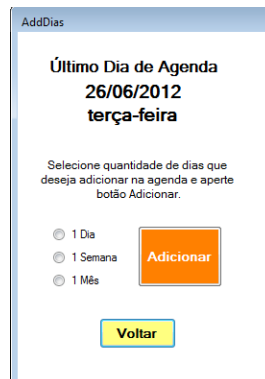 AddDias
Último Dia de Agenda
26/06/2012
terça-feira
Selecione quantidade de dias que
deseja adicionar na agenda e aperte
botão Adicionar.
1 Dia
1 Semana
1 Mês
Adicionar
Voltar